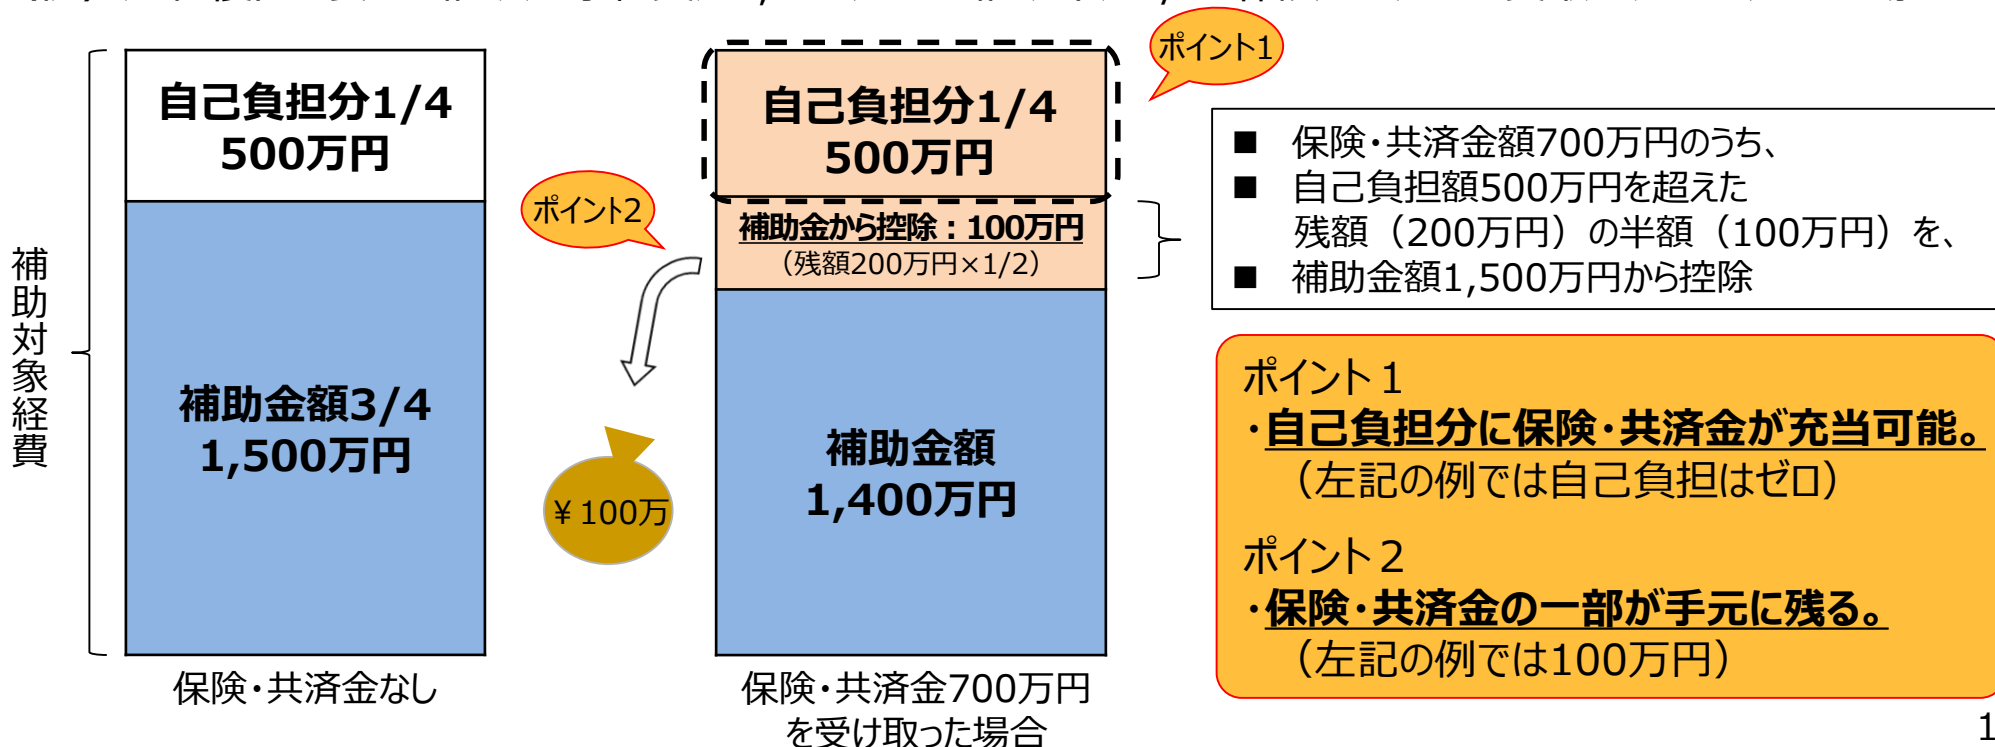 自己負担分1/4
500万円
補助金額3/4
1,500万円
補助対象経費
保険・共済金なし
ポイント1
自己負担分1/4
500万円
ポイント2
補助金から控除：100万円
（残額200万円×1/2）
￥100万
補助金額
1,400万円
保険・共済金700万円
を受け取った場合
■ 保険・共済金額700万円のうち、
■ 自己負担額500万円を超えた
残額（200万円）の半額（100万円）を、
■ 補助金額1,500万円から控除
ポイント１
・自己負担分に保険・共済金が充当可能。
（左記の例では自己負担はゼロ）
ポイント２
・保険・共済金の一部が手元に残る。
（左記の例では100万円）
1